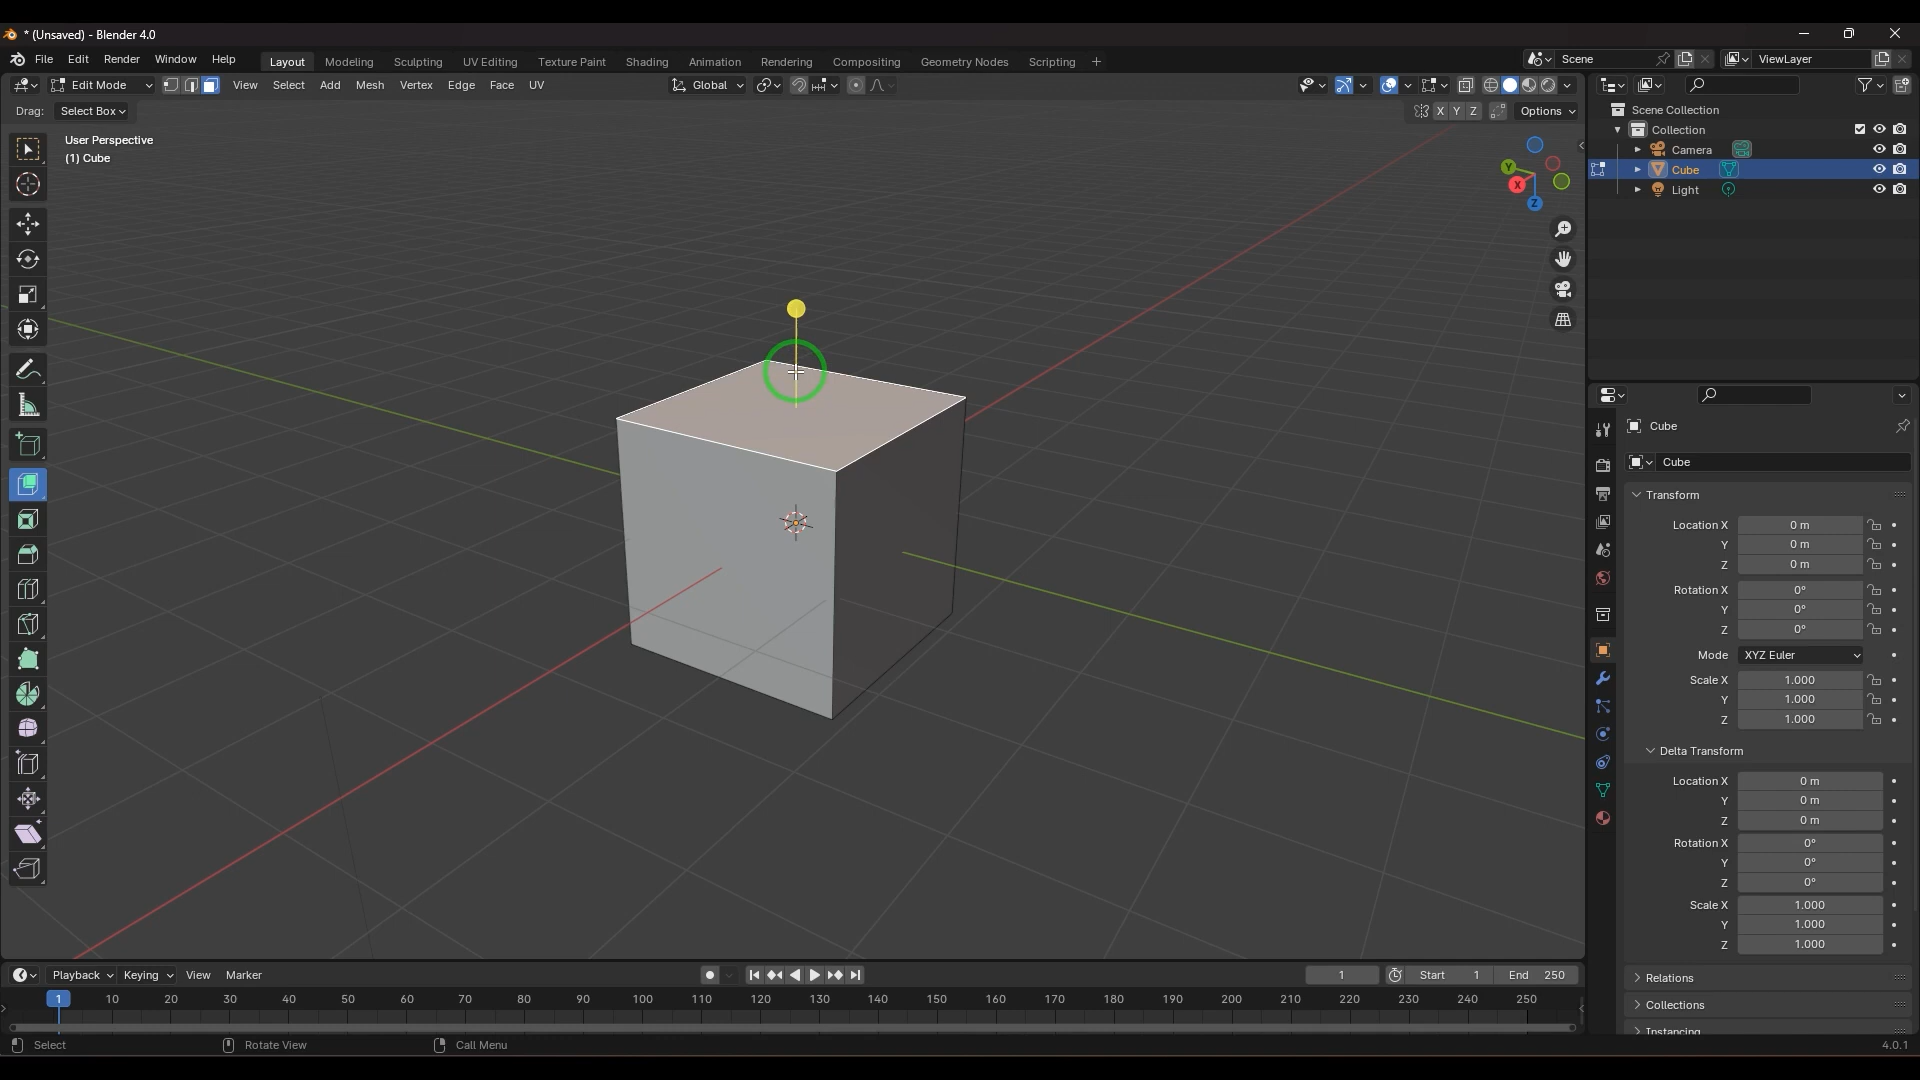 * (Unsaved) - Blender 4.0
File Edit Render Window Help Layout Modeling Sculpting UV Editing Texture Paint Shading Animation Rendering Compositing Geometry Nodes Scripting + Scene ViewLayer
Edit Mode View Select Add Mesh Vertex Edge Face UV Global
Drag: Select Box X Y Z Options
User Perspective
(1) Cube
Y
X
Z
Scene Collection
Collection
Camera
Cube
Light
Cube
Cube
Transform
Location X 0 m
Y 0 m
Z 0 m
Rotation X 0°
Y 0°
Z 0°
Mode XYZ Euler
Scale X 1.000
Y 1.000
Z 1.000
Delta Transform
Location X 0 m
Y 0 m
Z 0 m
Rotation X 0°
Y 0°
Z 0°
Scale X 1.000
Y 1.000
Z 1.000
Relations
Collections
Instancing
Playback Keying View Marker 1 Start 1 End 250
1 10 20 30 40 50 60 70 80 90 100 110 120 130 140 150 160 170 180 190 200 210 220 230 240 250
Select Rotate View Call Menu 4.0.1